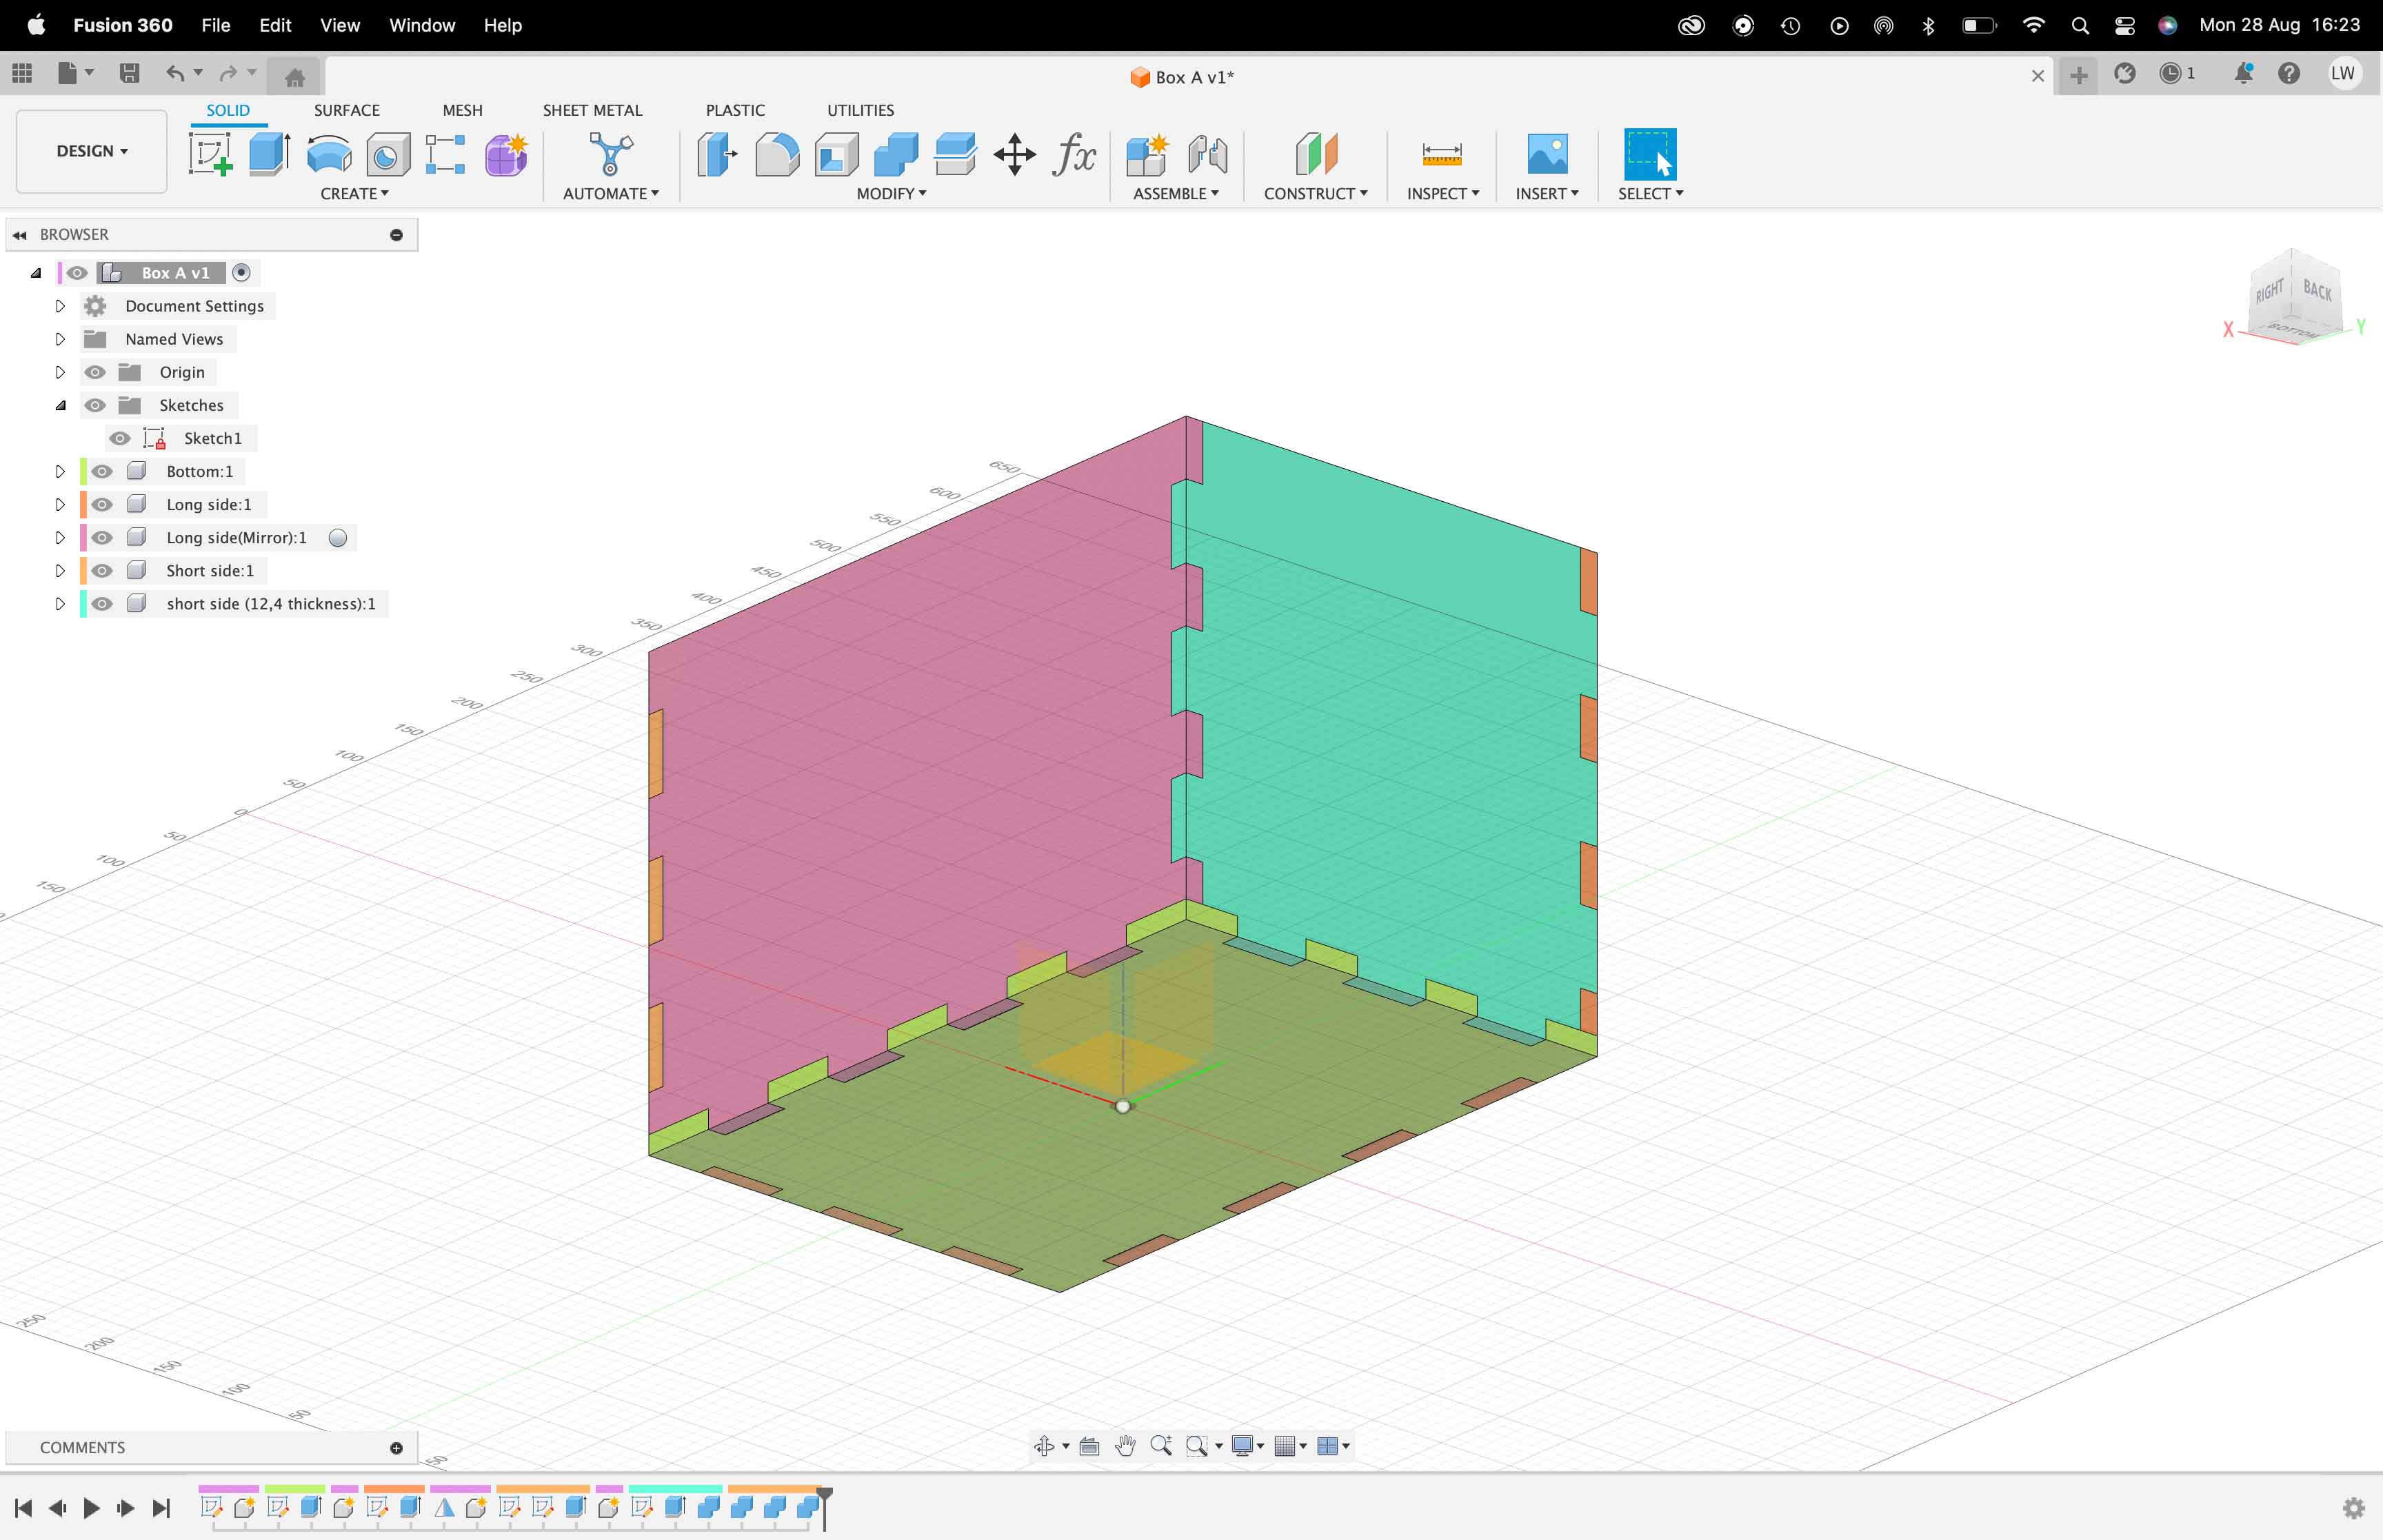 Fusion 360 File Edit View Window Help Mon 28 Aug 16:23
Box A v1* 1 LW
SOLID SURFACE MESH SHEET METAL PLASTIC UTILITIES
DESIGN
fx
CREATE AUTOMATE MODIFY ASSEMBLE CONSTRUCT INSPECT INSERT SELECT
BROWSER
Box A v1
Document Settings
Named Views
Origin
Sketches
Sketch1
Bottom:1
Long side:1
Long side(Mirror):1
Short side:1
short side (12,4 thickness):1
RIGHT BACK
BOTTOM
X Y
650
600
550
500
450
400
350
300
250
200
150
100
50
0
50
100
150
250
200
150
100
50
50
COMMENTS